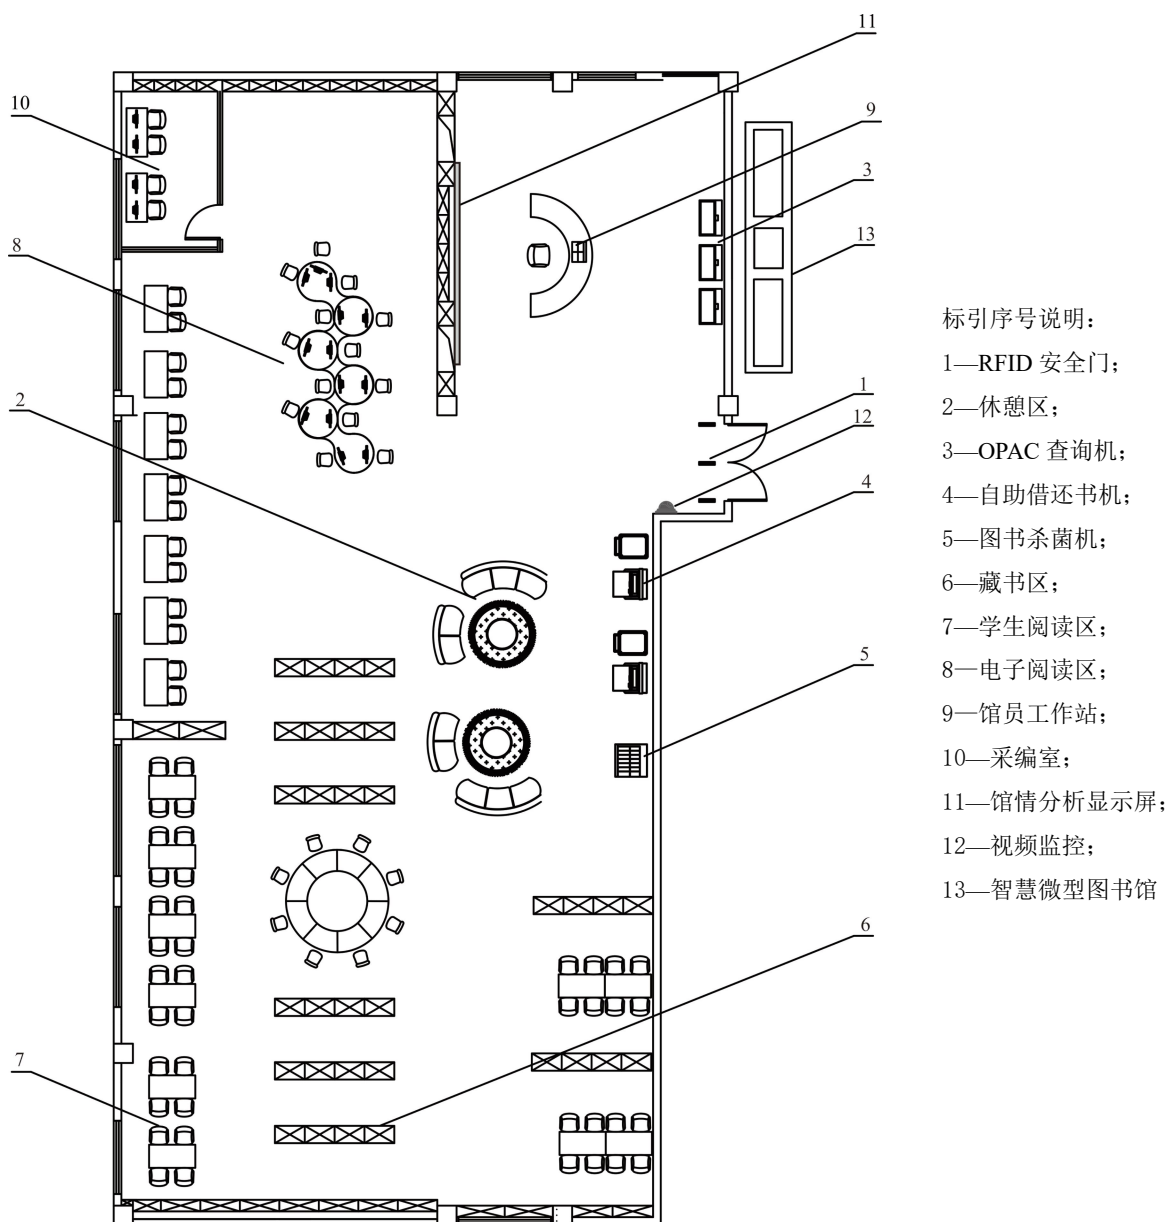 11
10
9
3
8
13
2
1
12
4
5
6
7
标引序号说明：
1—RFID 安全门；
2—休憩区；
3—OPAC 查询机；
4—自助借还书机；
5—图书杀菌机；
6—藏书区；
7—学生阅读区；
8—电子阅读区；
9—馆员工作站；
10—采编室；
11—馆情分析显示屏；
12—视频监控；
13—智慧微型图书馆